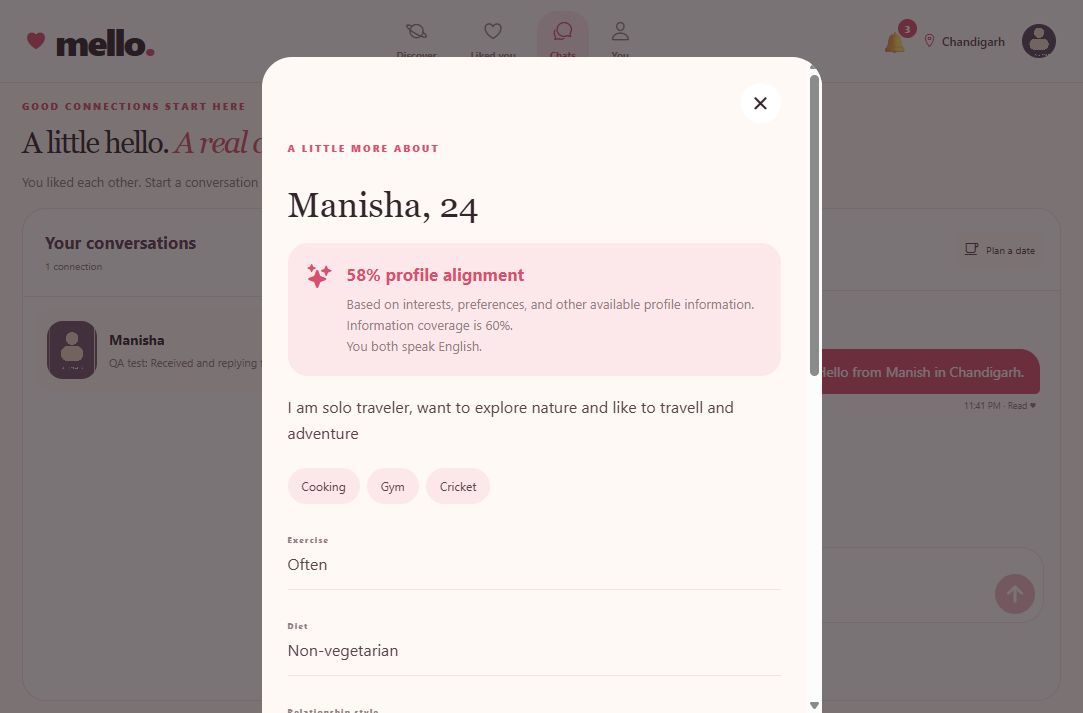 mello.
Discover
Liked you
Chats
You
3
Chandigarh
GOOD CONNECTIONS START HERE
A little hello. A real
You liked each other. Start a conversation
Your conversations
1 connection
Manisha
QA test: Received and replying
Plan a date
Hello from Manish in Chandigarh.
11:41 PM · Read ♥
A LITTLE MORE ABOUT
Manisha, 24
58% profile alignment
Based on interests, preferences, and other available profile information.
Information coverage is 60%.
You both speak English.
I am solo traveler, want to explore nature and like to travell and
adventure
Cooking
Gym
Cricket
Exercise
Often
Diet
Non-vegetarian
Relationship style